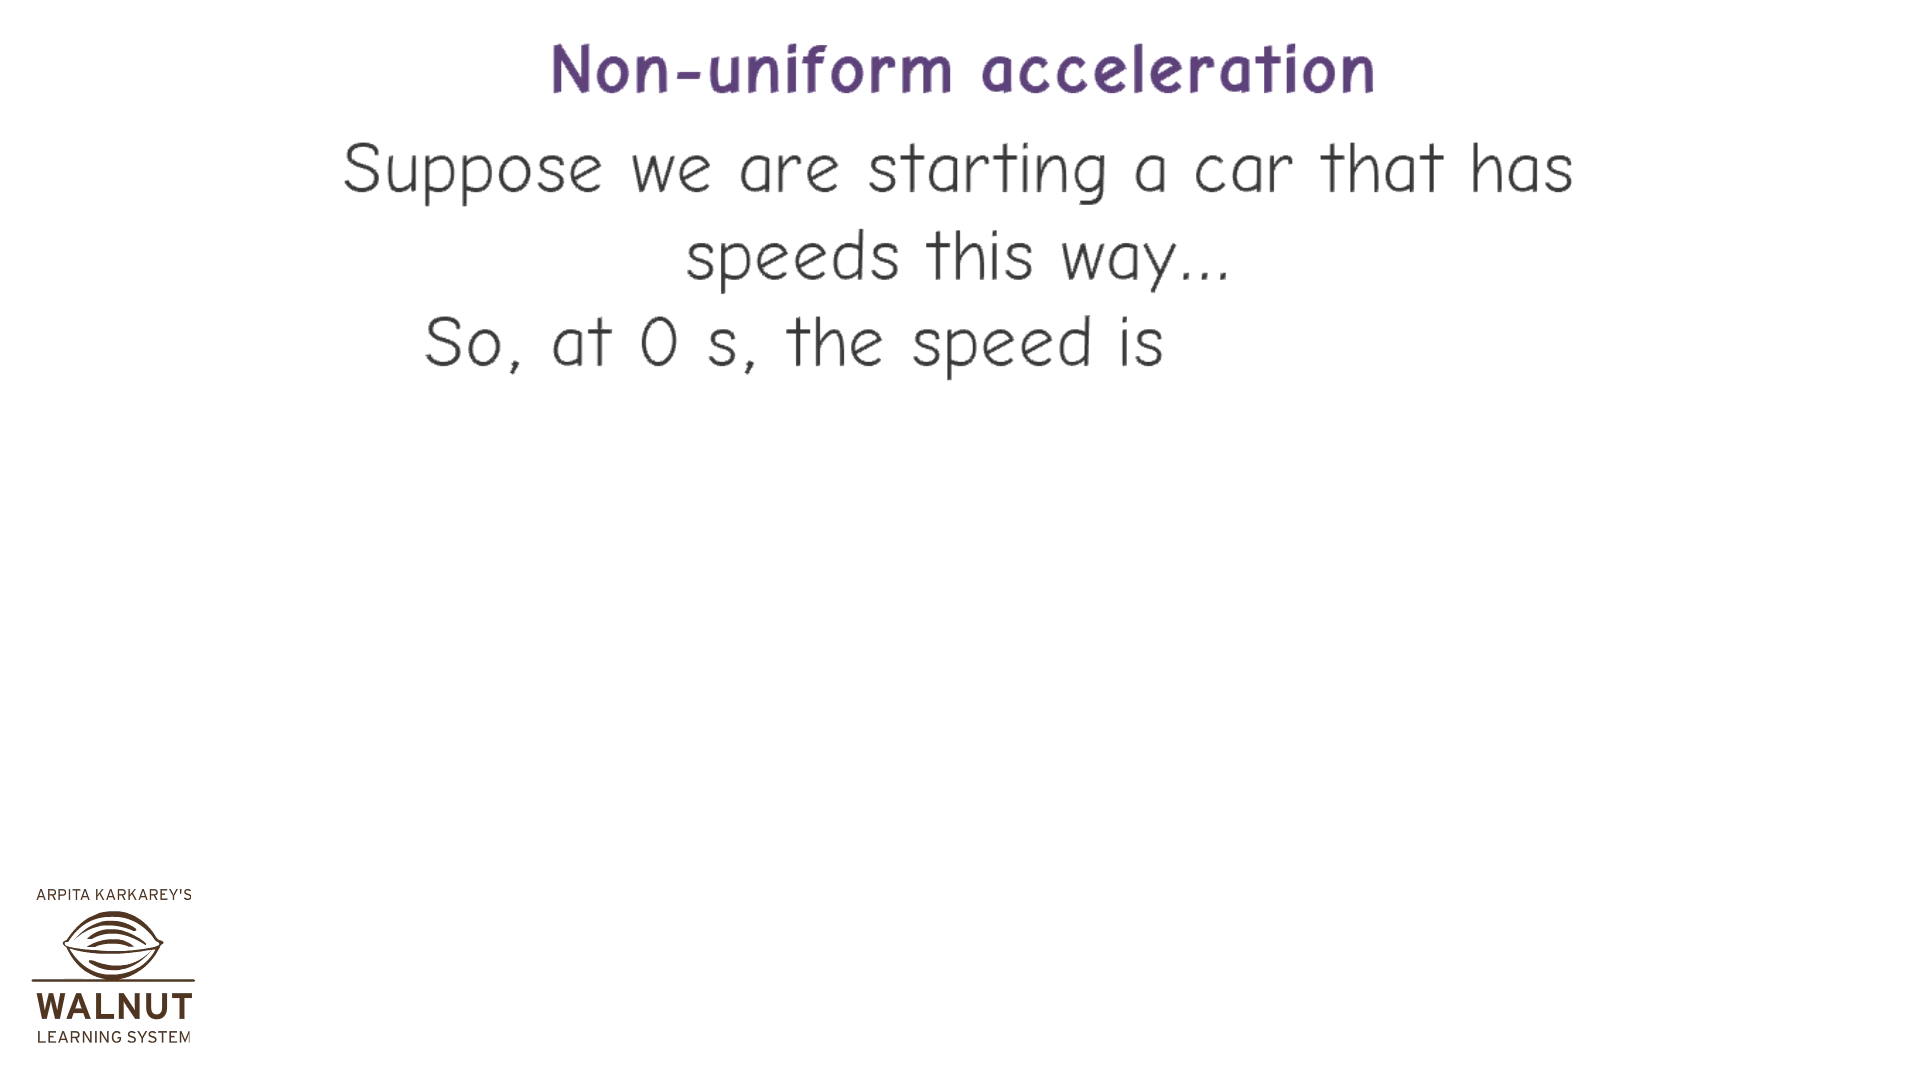 Non-uniform acceleration
Suppose we are starting a car that has
speeds this way...
So, at 0 s, the speed is
ARPITA KARKAREY'S
WALNUT
LEARNING SYSTEM